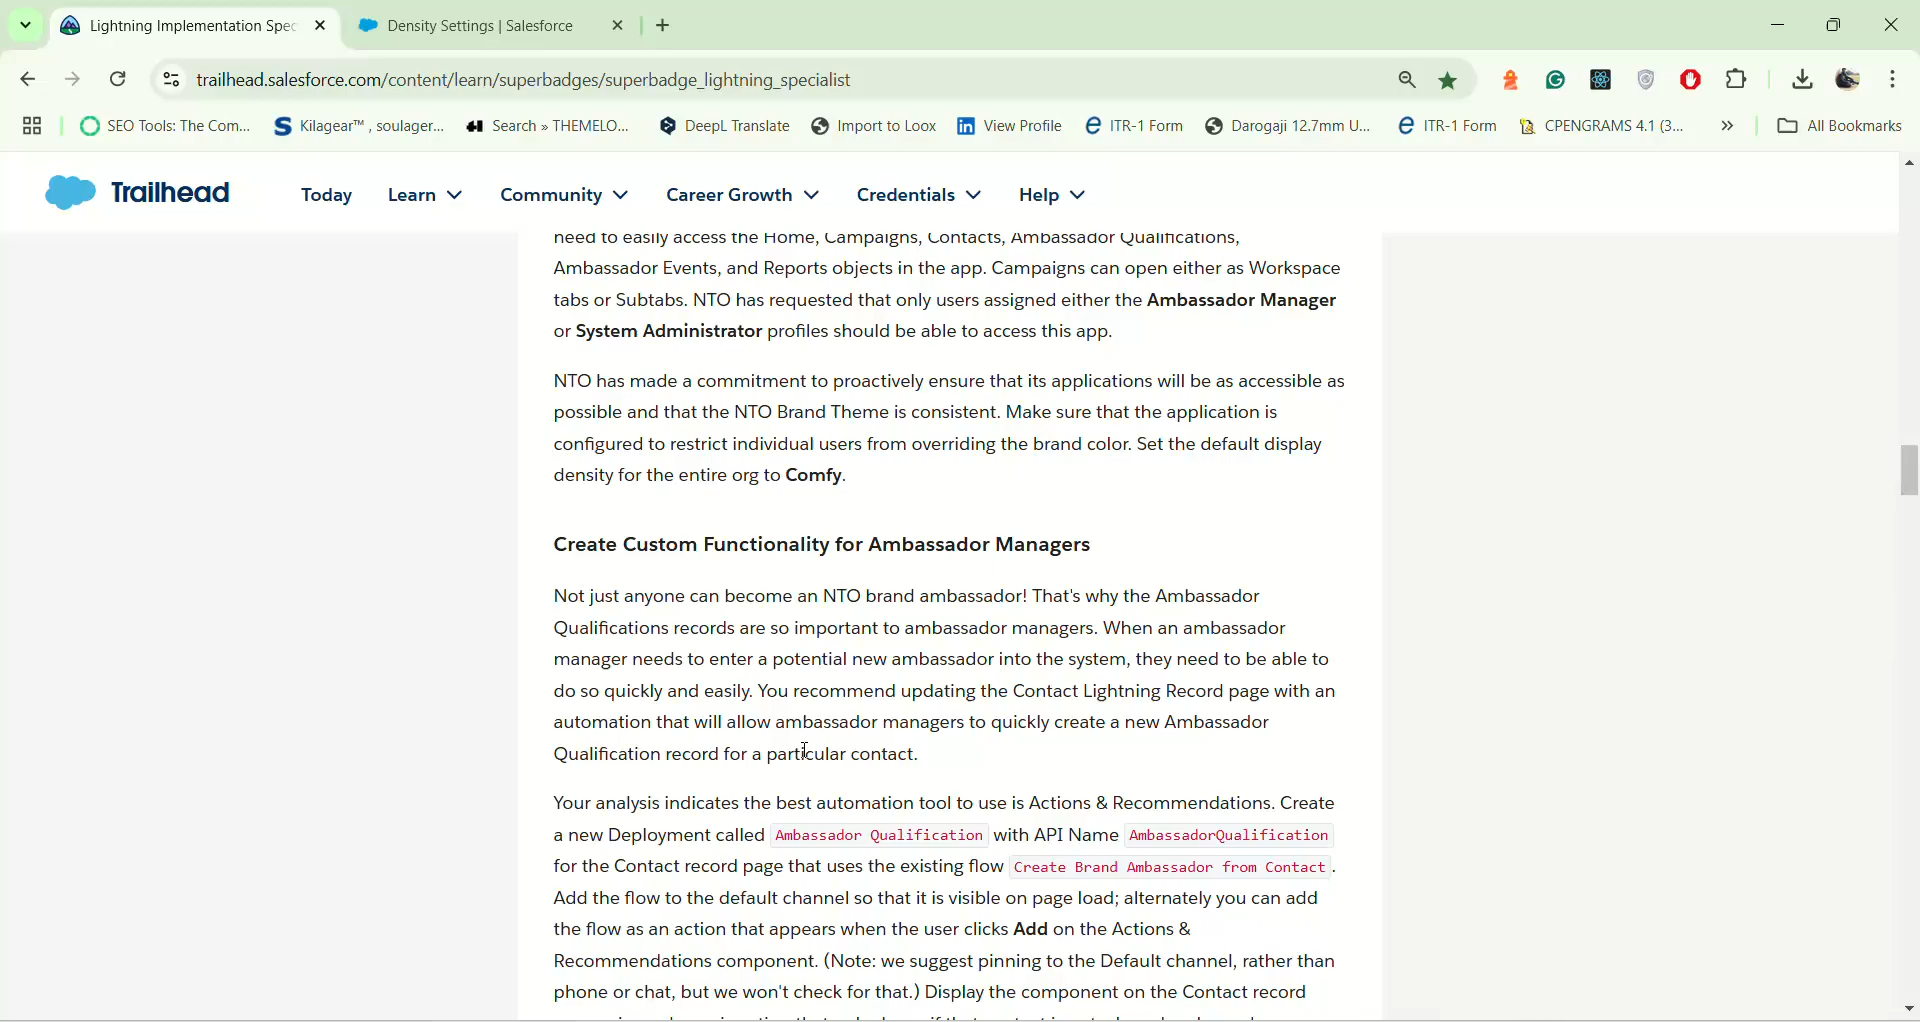 Lightning Implementation Spec
Density Settings | Salesforce
trailhead.salesforce.com/content/learn/superbadges/superbadge_lightning_specialist
SEO Tools: The Com...
Kilagear™ , soulager...
Search » THEMELO...
DeepL Translate
Import to Loox
View Profile
ITR-1 Form
Darogaji 12.7mm U...
ITR-1 Form
CPENGRAMS 4.1 (3...
All Bookmarks
Trailhead
Today
Learn
Community
Career Growth
Credentials
Help
need to easily access the Home, Campaigns, Contacts, Ambassador Qualifications,
Ambassador Events, and Reports objects in the app. Campaigns can open either as Workspace
tabs or Subtabs. NTO has requested that only users assigned either the Ambassador Manager
or System Administrator profiles should be able to access this app.
NTO has made a commitment to proactively ensure that its applications will be as accessible as
possible and that the NTO Brand Theme is consistent. Make sure that the application is
configured to restrict individual users from overriding the brand color. Set the default display
density for the entire org to Comfy.
Create Custom Functionality for Ambassador Managers
Not just anyone can become an NTO brand ambassador! That's why the Ambassador
Qualifications records are so important to ambassador managers. When an ambassador
manager needs to enter a potential new ambassador into the system, they need to be able to
do so quickly and easily. You recommend updating the Contact Lightning Record page with an
automation that will allow ambassador managers to quickly create a new Ambassador
Qualification record for a particular contact.
Your analysis indicates the best automation tool to use is Actions & Recommendations. Create
a new Deployment called Ambassador Qualification with API Name AmbassadorQualification
for the Contact record page that uses the existing flow Create Brand Ambassador from Contact.
Add the flow to the default channel so that it is visible on page load; alternately you can add
the flow as an action that appears when the user clicks Add on the Actions &
Recommendations component. (Note: we suggest pinning to the Default channel, rather than
phone or chat, but we won't check for that.) Display the component on the Contact record